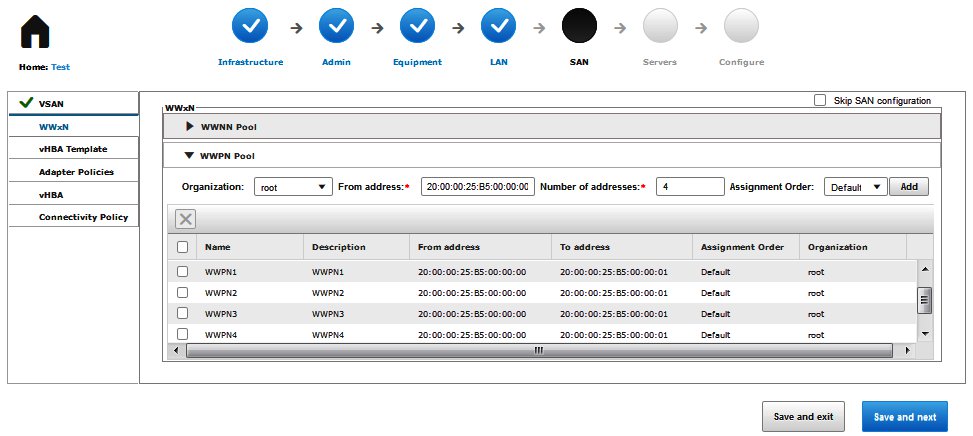 Infrastructure Admin Equipment LAN SAN Servers Configure
Home: Test
VSAN
WWxN
vHBA Template
Adapter Policies
vHBA
Connectivity Policy
Skip SAN configuration
WWxN
WWNN Pool
WWPN Pool
Organization: root From address:* 20:00:00:25:B5:00:00:00 Number of addresses:* 4 Assignment Order: Default Add
Name Description From address To address Assignment Order Organization
WWPN1 WWPN1 20:00:00:25:B5:00:00:00 20:00:00:25:B5:00:00:01 Default root
WWPN2 WWPN2 20:00:00:25:B5:00:00:00 20:00:00:25:B5:00:00:01 Default root
WWPN3 WWPN3 20:00:00:25:B5:00:00:00 20:00:00:25:B5:00:00:01 Default root
WWPN4 WWPN4 20:00:00:25:B5:00:00:00 20:00:00:25:B5:00:00:01 Default root
Save and exit Save and next